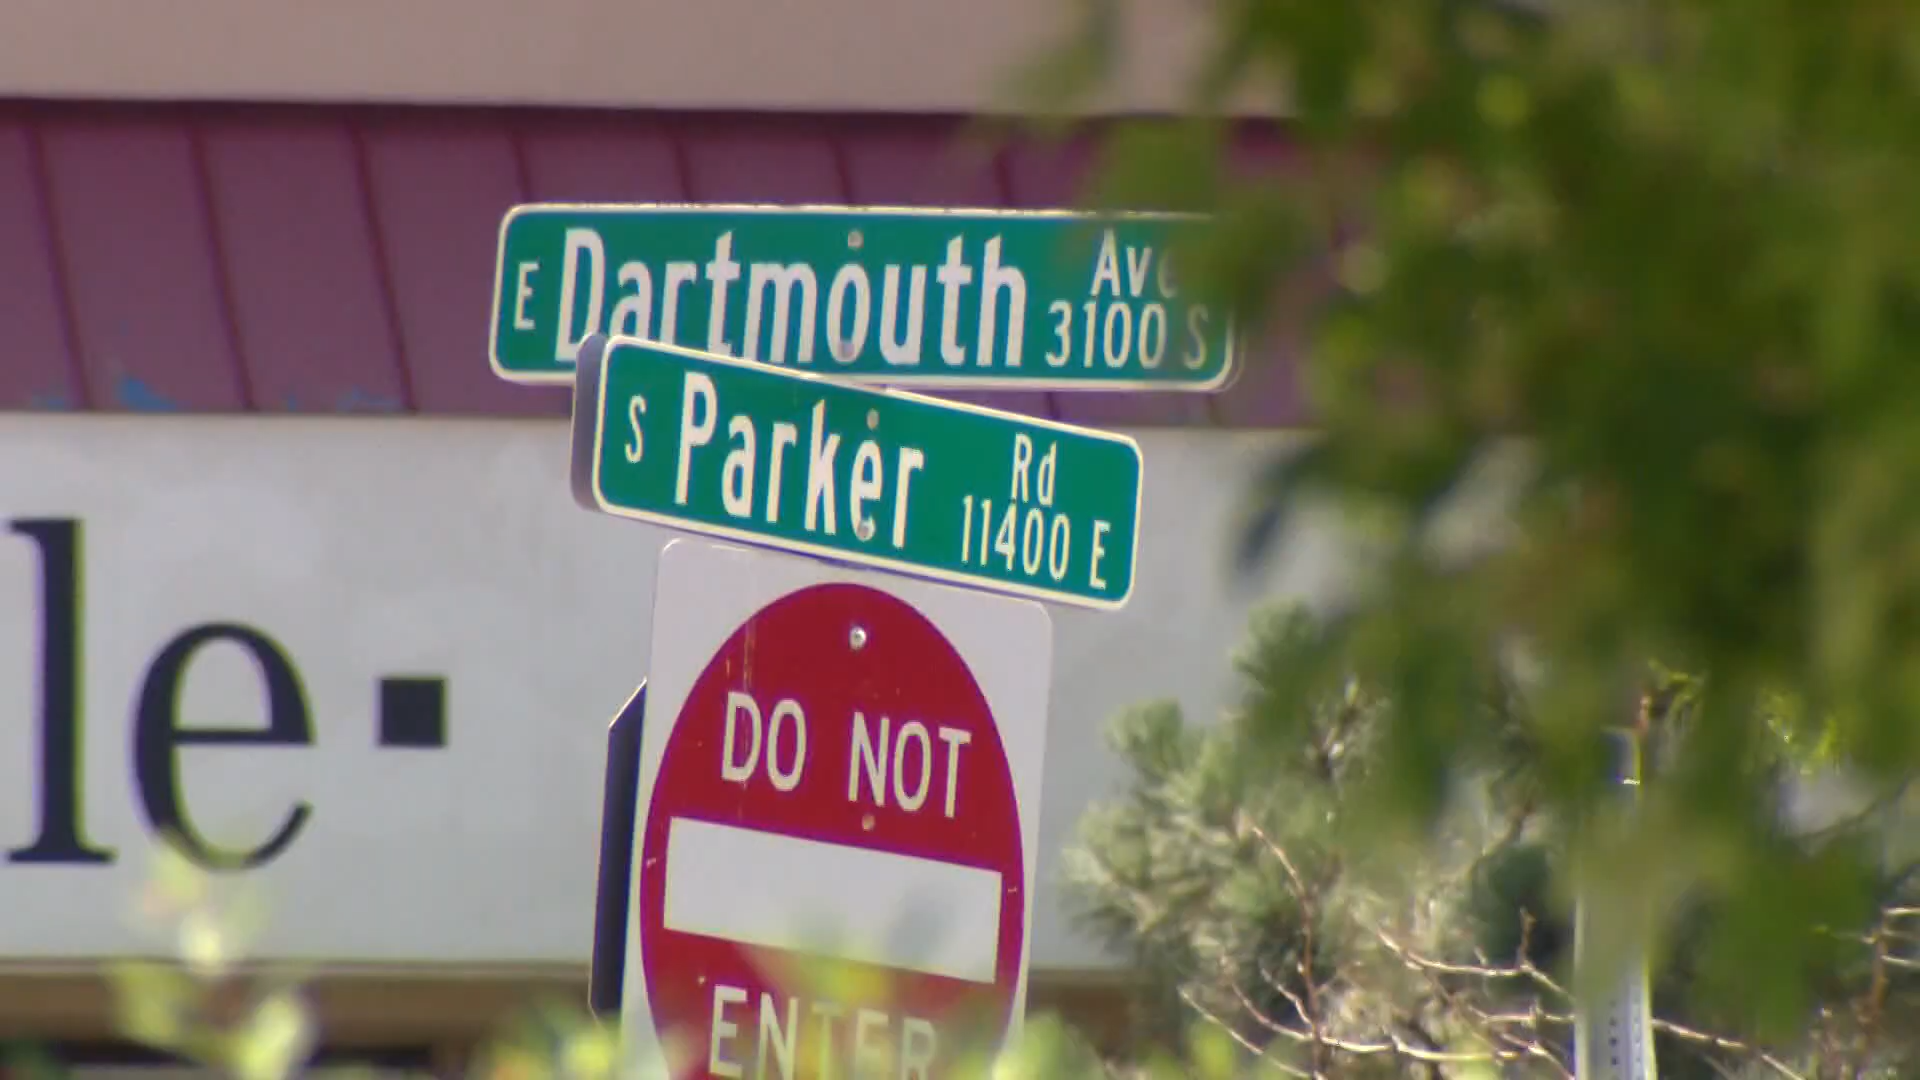 E Dartmouth Ave
3100 S
S Parker Rd
11400 E
le.
DO NOT
ENTER